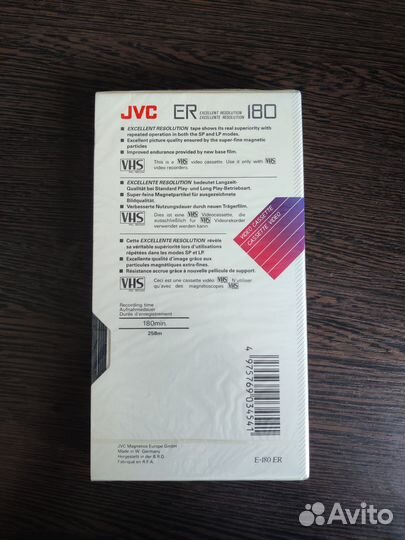 JVC ER EXCELLENT RESOLUTION EXCELLENTE RESOLUTION 180
■ EXCELLENT RESOLUTION tape shows its real superiority with
repeated operation in both the SP and LP modes.
■ Excellent picture quality ensured by the super-fine magnetic
particles
■ Improved endurance provided by new base film.
VHS This is a VHS video cassette. Use it only with VHS
video recorders.
■ EXCELLENTE RESOLUTION bedeutet Langzeit-
Qualität bei Standard Play- und Long Play-Betriebart.
■ Super-feine Magnetpartikel für ausgezeichnete
Bildqualität.
■ Verbesserte Nutzungsdauer durch neuen Trägerfilm.
VHS Dies ist eine VHS Videocassette, die
ausschließlich für VHS Videorekorder
verwendet werden kann.
VIDEO CASSETTE
CASSETTE VIDEO
■ Cette EXCELLENTE RESOLUTION révèle
sa véritable supériorité lors d'utilisations
répétées dans les modes SP et LP
■ Excellente qualité d'image grâce aux
particules magnétiques extra-fines.
■ Resistance accrue grâce à nouvelle pellicule de support.
VHS Ceci est une cassette vidéo VHS. N'utiliser
qu'avec des magnétoscopes VHS.
Recording time
Aufnahmedauer
Durée d'enregistrement
180min.
258m
4 975769 034541
JVC Magnetics Europe GmbH
Made in W. Germany
Hergestellt in der B.R.D.
Fabriqué en R.F.A.
E-180 ER
Avito